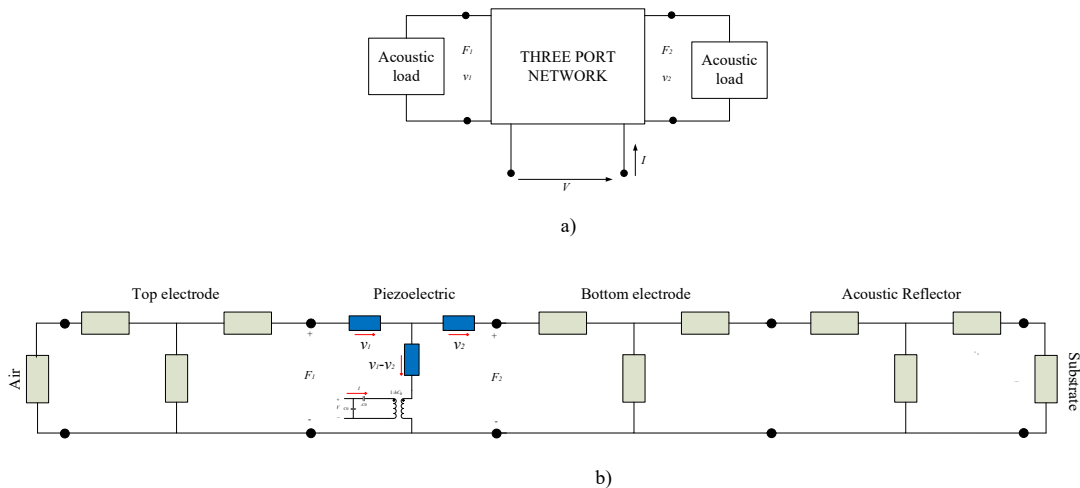 Acoustic
load
F1
v1
THREE PORT
NETWORK
F2
v2
Acoustic
load
I
V
a)
Top electrode
Piezoelectric
Bottom electrode
Acoustic Reflector
Air
v1
v2
v1-v2
+
F1
-
+
F2
-
I
+
V
-
Substrate
b)